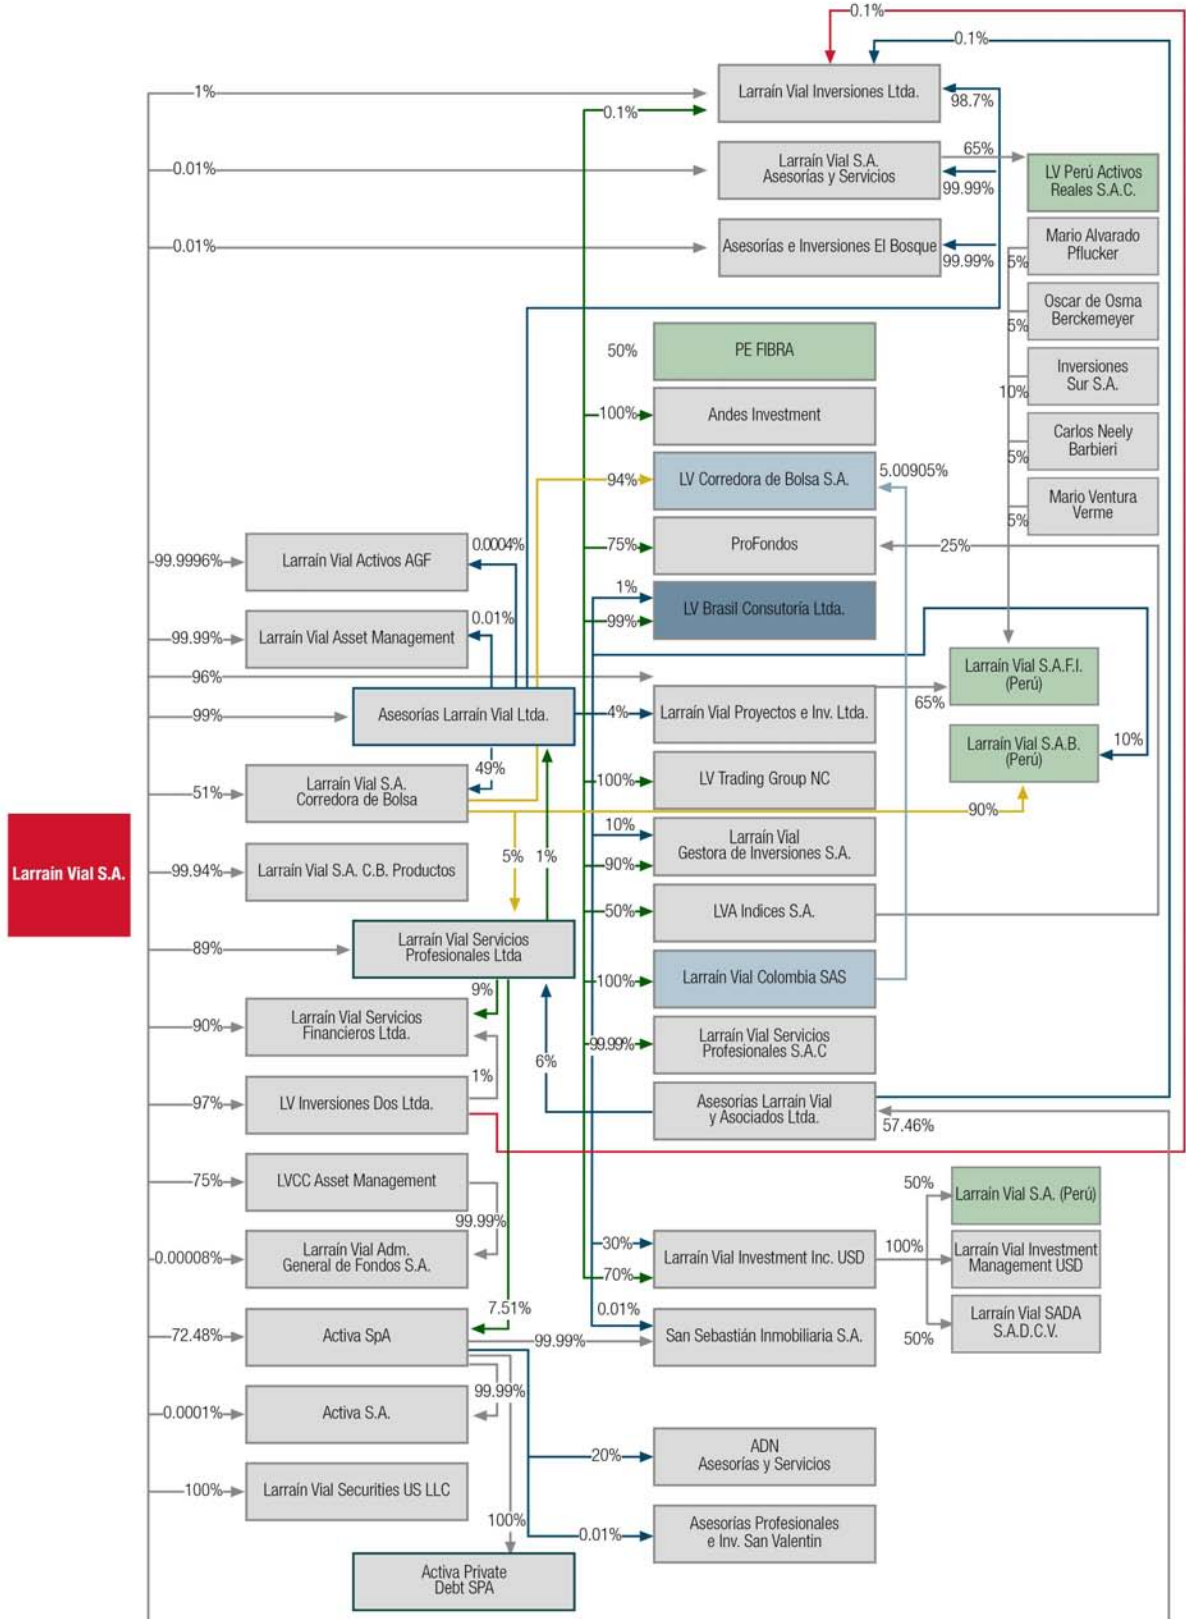 0.1%
0.1%
1%
Larraín Vial Inversiones Ltda.
98.7%
0.1%
0.01%
Larraín Vial S.A.
Asesorías y Servicios
65%
99.99%
LV Perú Activos
Reales S.A.C.
0.01%
Asesorías e Inversiones El Bosque
99.99%
Mario Alvarado
Pflucker
5%
Oscar de Osma
Berckemeyer
5%
50%
PE FIBRA
Inversiones
Sur S.A.
10%
100%
Andes Investment
Carlos Neely
Barbieri
5%
94%
LV Corredora de Bolsa S.A.
5.00905%
Mario Ventura
Verme
5%
-99.9996%
Larraín Vial Activos AGF
0.0004%
75%
ProFondos
25%
1%
LV Brasil Consutoría Ltda.
99%
99.99%
Larraín Vial Asset Management
0.01%
96%
Larraín Vial S.A.F.I.
(Perú)
65%
99%
Asesorías Larraín Vial Ltda.
4%
Larraín Vial Proyectos e Inv. Ltda.
Larraín Vial S.A.B.
(Perú)
10%
49%
51%
Larraín Vial S.A.
Corredora de Bolsa
100%
LV Trading Group NC
90%
Larraín Vial S.A.
99.94%
Larraín Vial S.A. C.B. Productos
5%
1%
10%
Larraín Vial
Gestora de Inversiones S.A.
90%
50%
LVA Indices S.A.
89%
Larraín Vial Servicios
Profesionales Ltda
100%
Larraín Vial Colombia SAS
9%
90%
Larraín Vial Servicios
Financieros Ltda.
99.99%
Larraín Vial Servicios
Profesionales S.A.C
6%
1%
97%
LV Inversiones Dos Ltda.
Asesorías Larraín Vial
y Asociados Ltda.
57.46%
75%
LVCC Asset Management
99.99%
50%
Larraín Vial S.A. (Perú)
-0.00008%
Larraín Vial Adm.
General de Fondos S.A.
30%
70%
Larraín Vial Investment Inc. USD
100%
Larraín Vial Investment
Management USD
7.51%
0.01%
50%
Larraín Vial SADA
S.A.D.C.V.
-72.48%
Activa SpA
99.99%
San Sebastián Inmobiliaria S.A.
99.99%
-0.0001%
Activa S.A.
20%
ADN
Asesorías y Servicios
100%
Larraín Vial Securities US LLC
100%
0.01%
Asesorías Profesionales
e Inv. San Valentin
Activa Private
Debt SPA